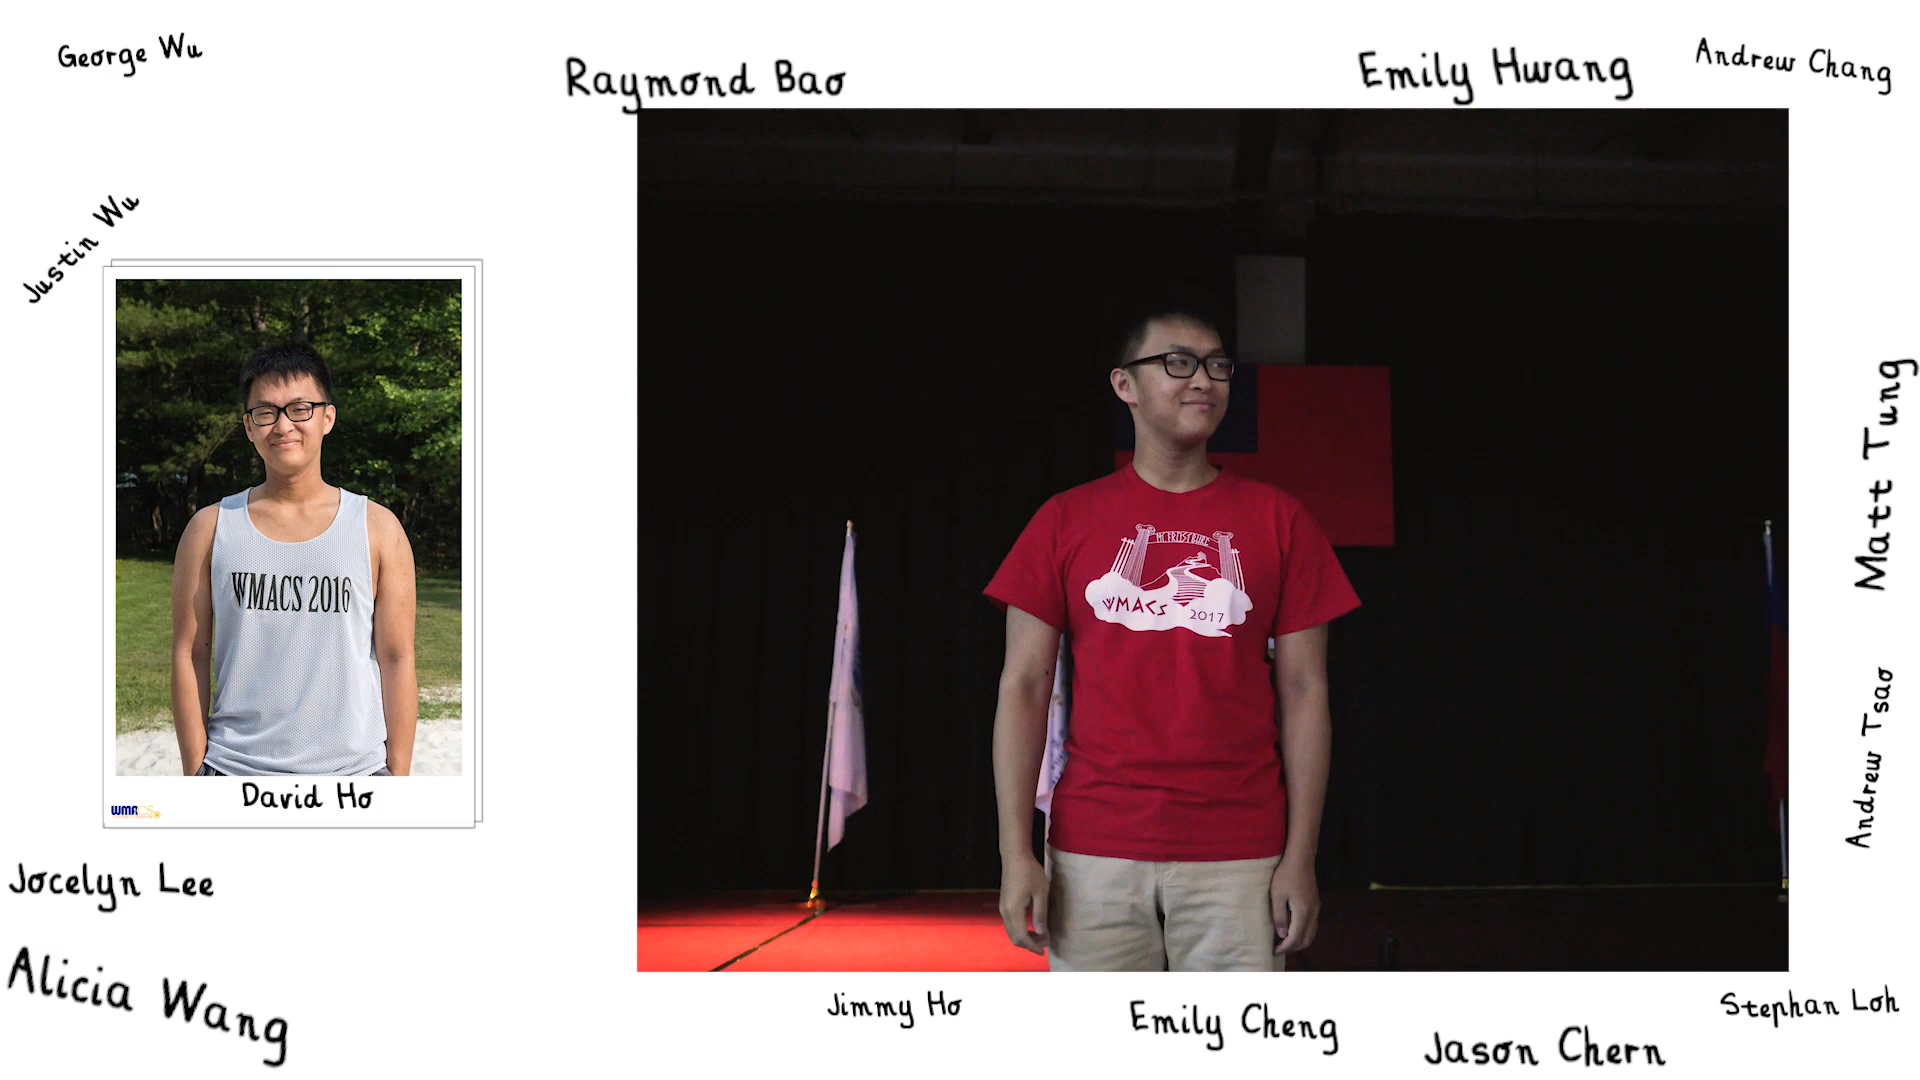 George Wu
Raymond Bao
Emily Hwang
Andrew Chang
Justin Wu
WMACS 2016
WMACS
2017
David Ho
WMACS
Matt Tung
Andrew Tsao
Jocelyn Lee
Alicia Wang
Jimmy Ho
Emily Cheng
Jason Chern
Stephan Loh